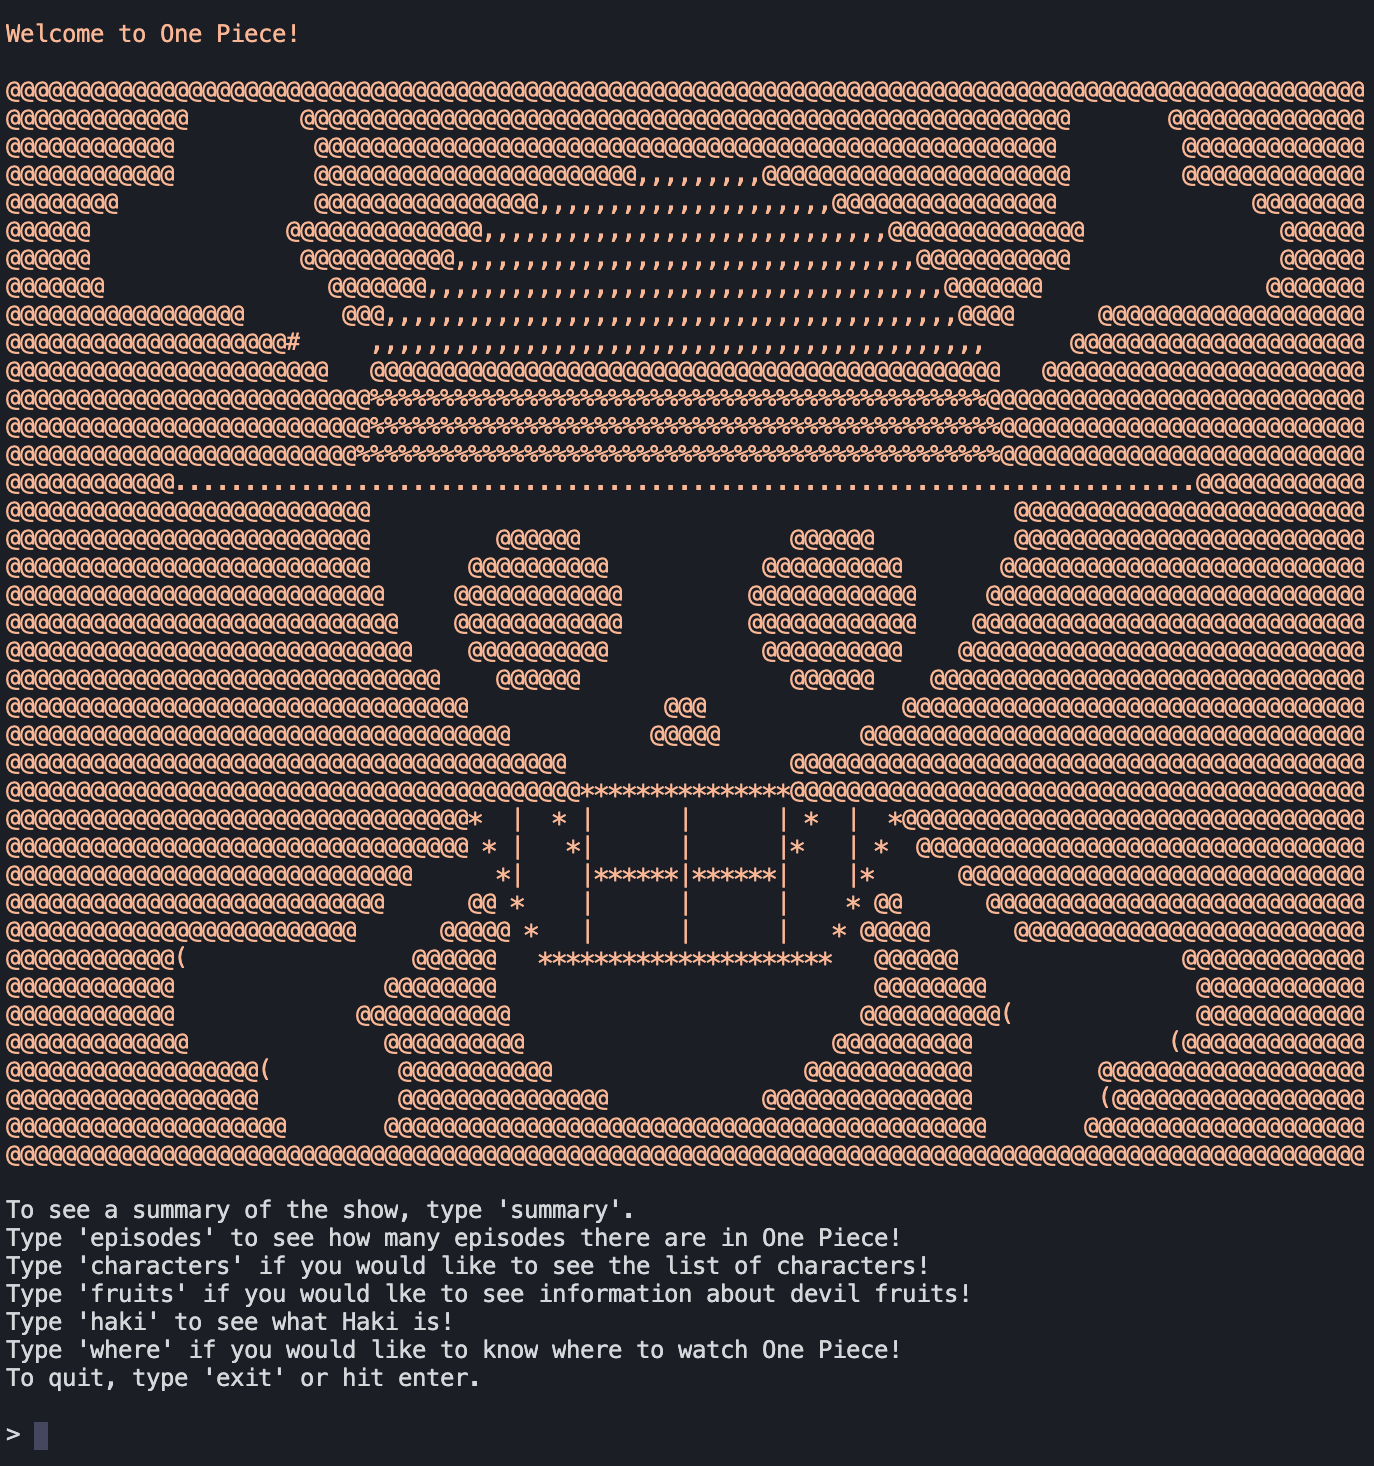 Welcome to One Piece!
To see a summary of the show, type 'summary'.
Type 'episodes' to see how many episodes there are in One Piece!
Type 'characters' if you would like to see the list of characters!
Type 'fruits' if you would lke to see information about devil fruits!
Type 'haki' to see what Haki is!
Type 'where' if you would like to know where to watch One Piece!
To quit, type 'exit' or hit enter.
>